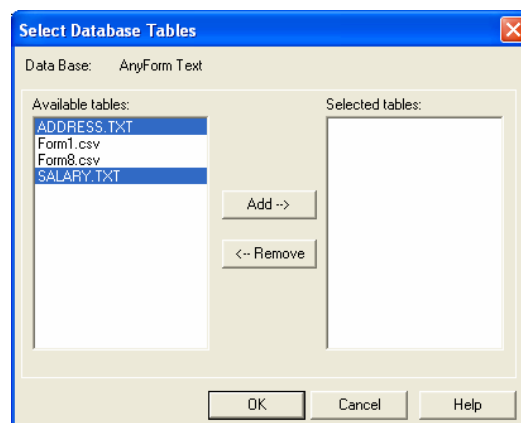 Select Database Tables
Data Base: AnyForm Text
Available tables:
Selected tables:
ADDRESS.TXT
Form1.csv
Form8.csv
SALARY.TXT
Add -->
<-- Remove
OK
Cancel
Help